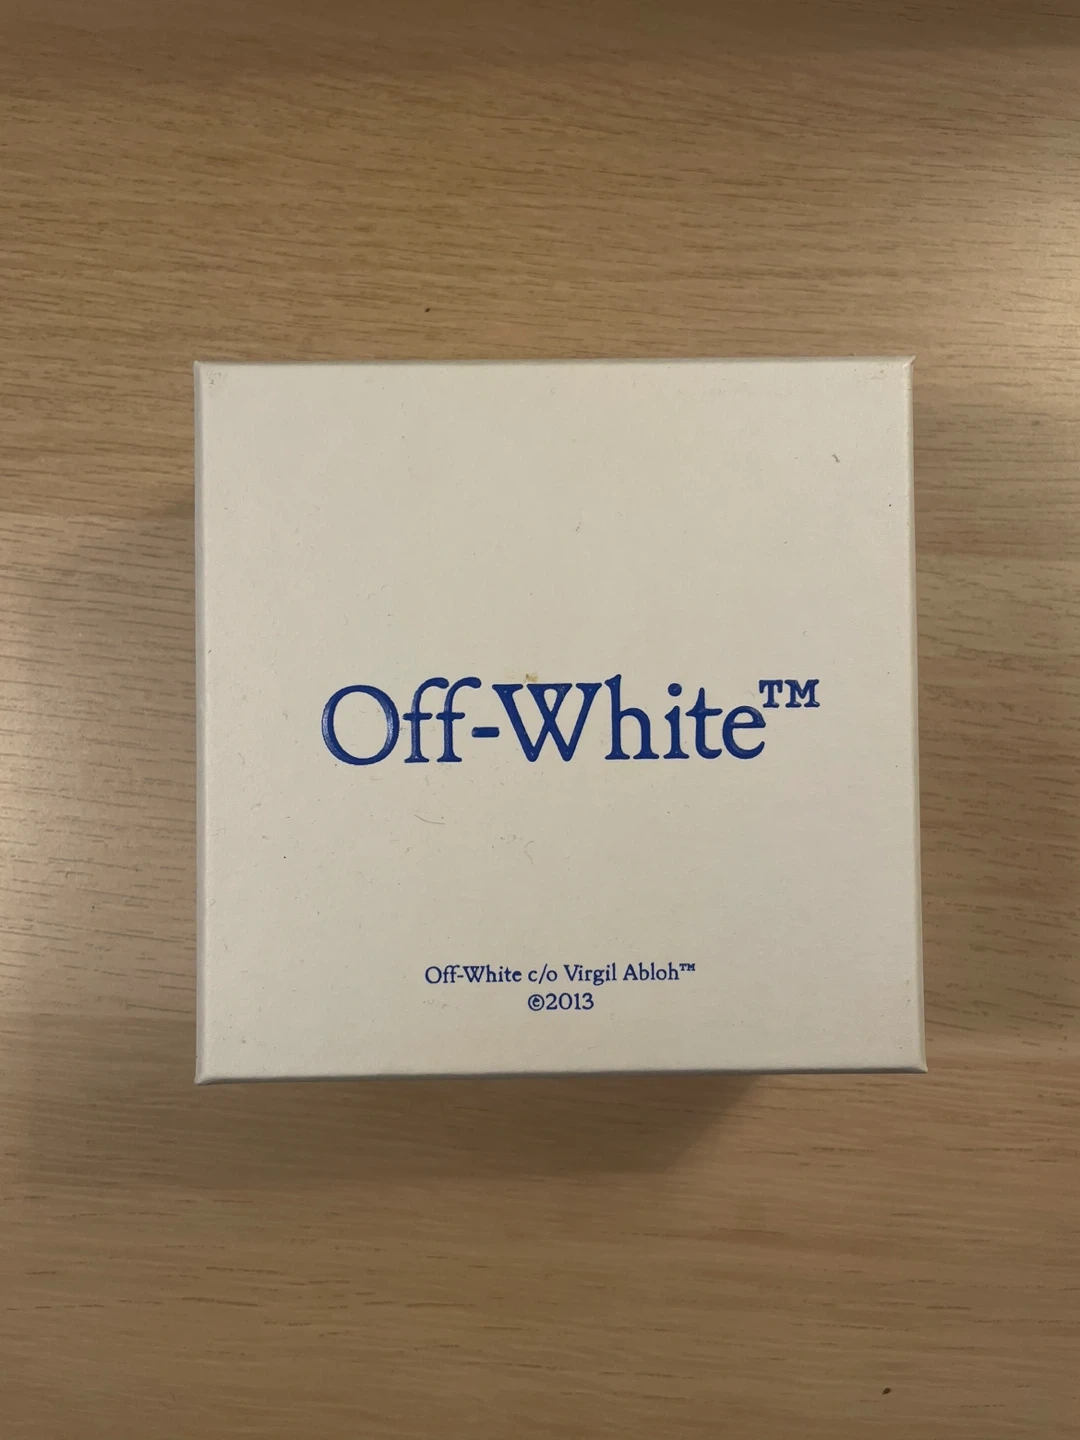 Off-White™
Off-White c/o Virgil Abloh™
©2013